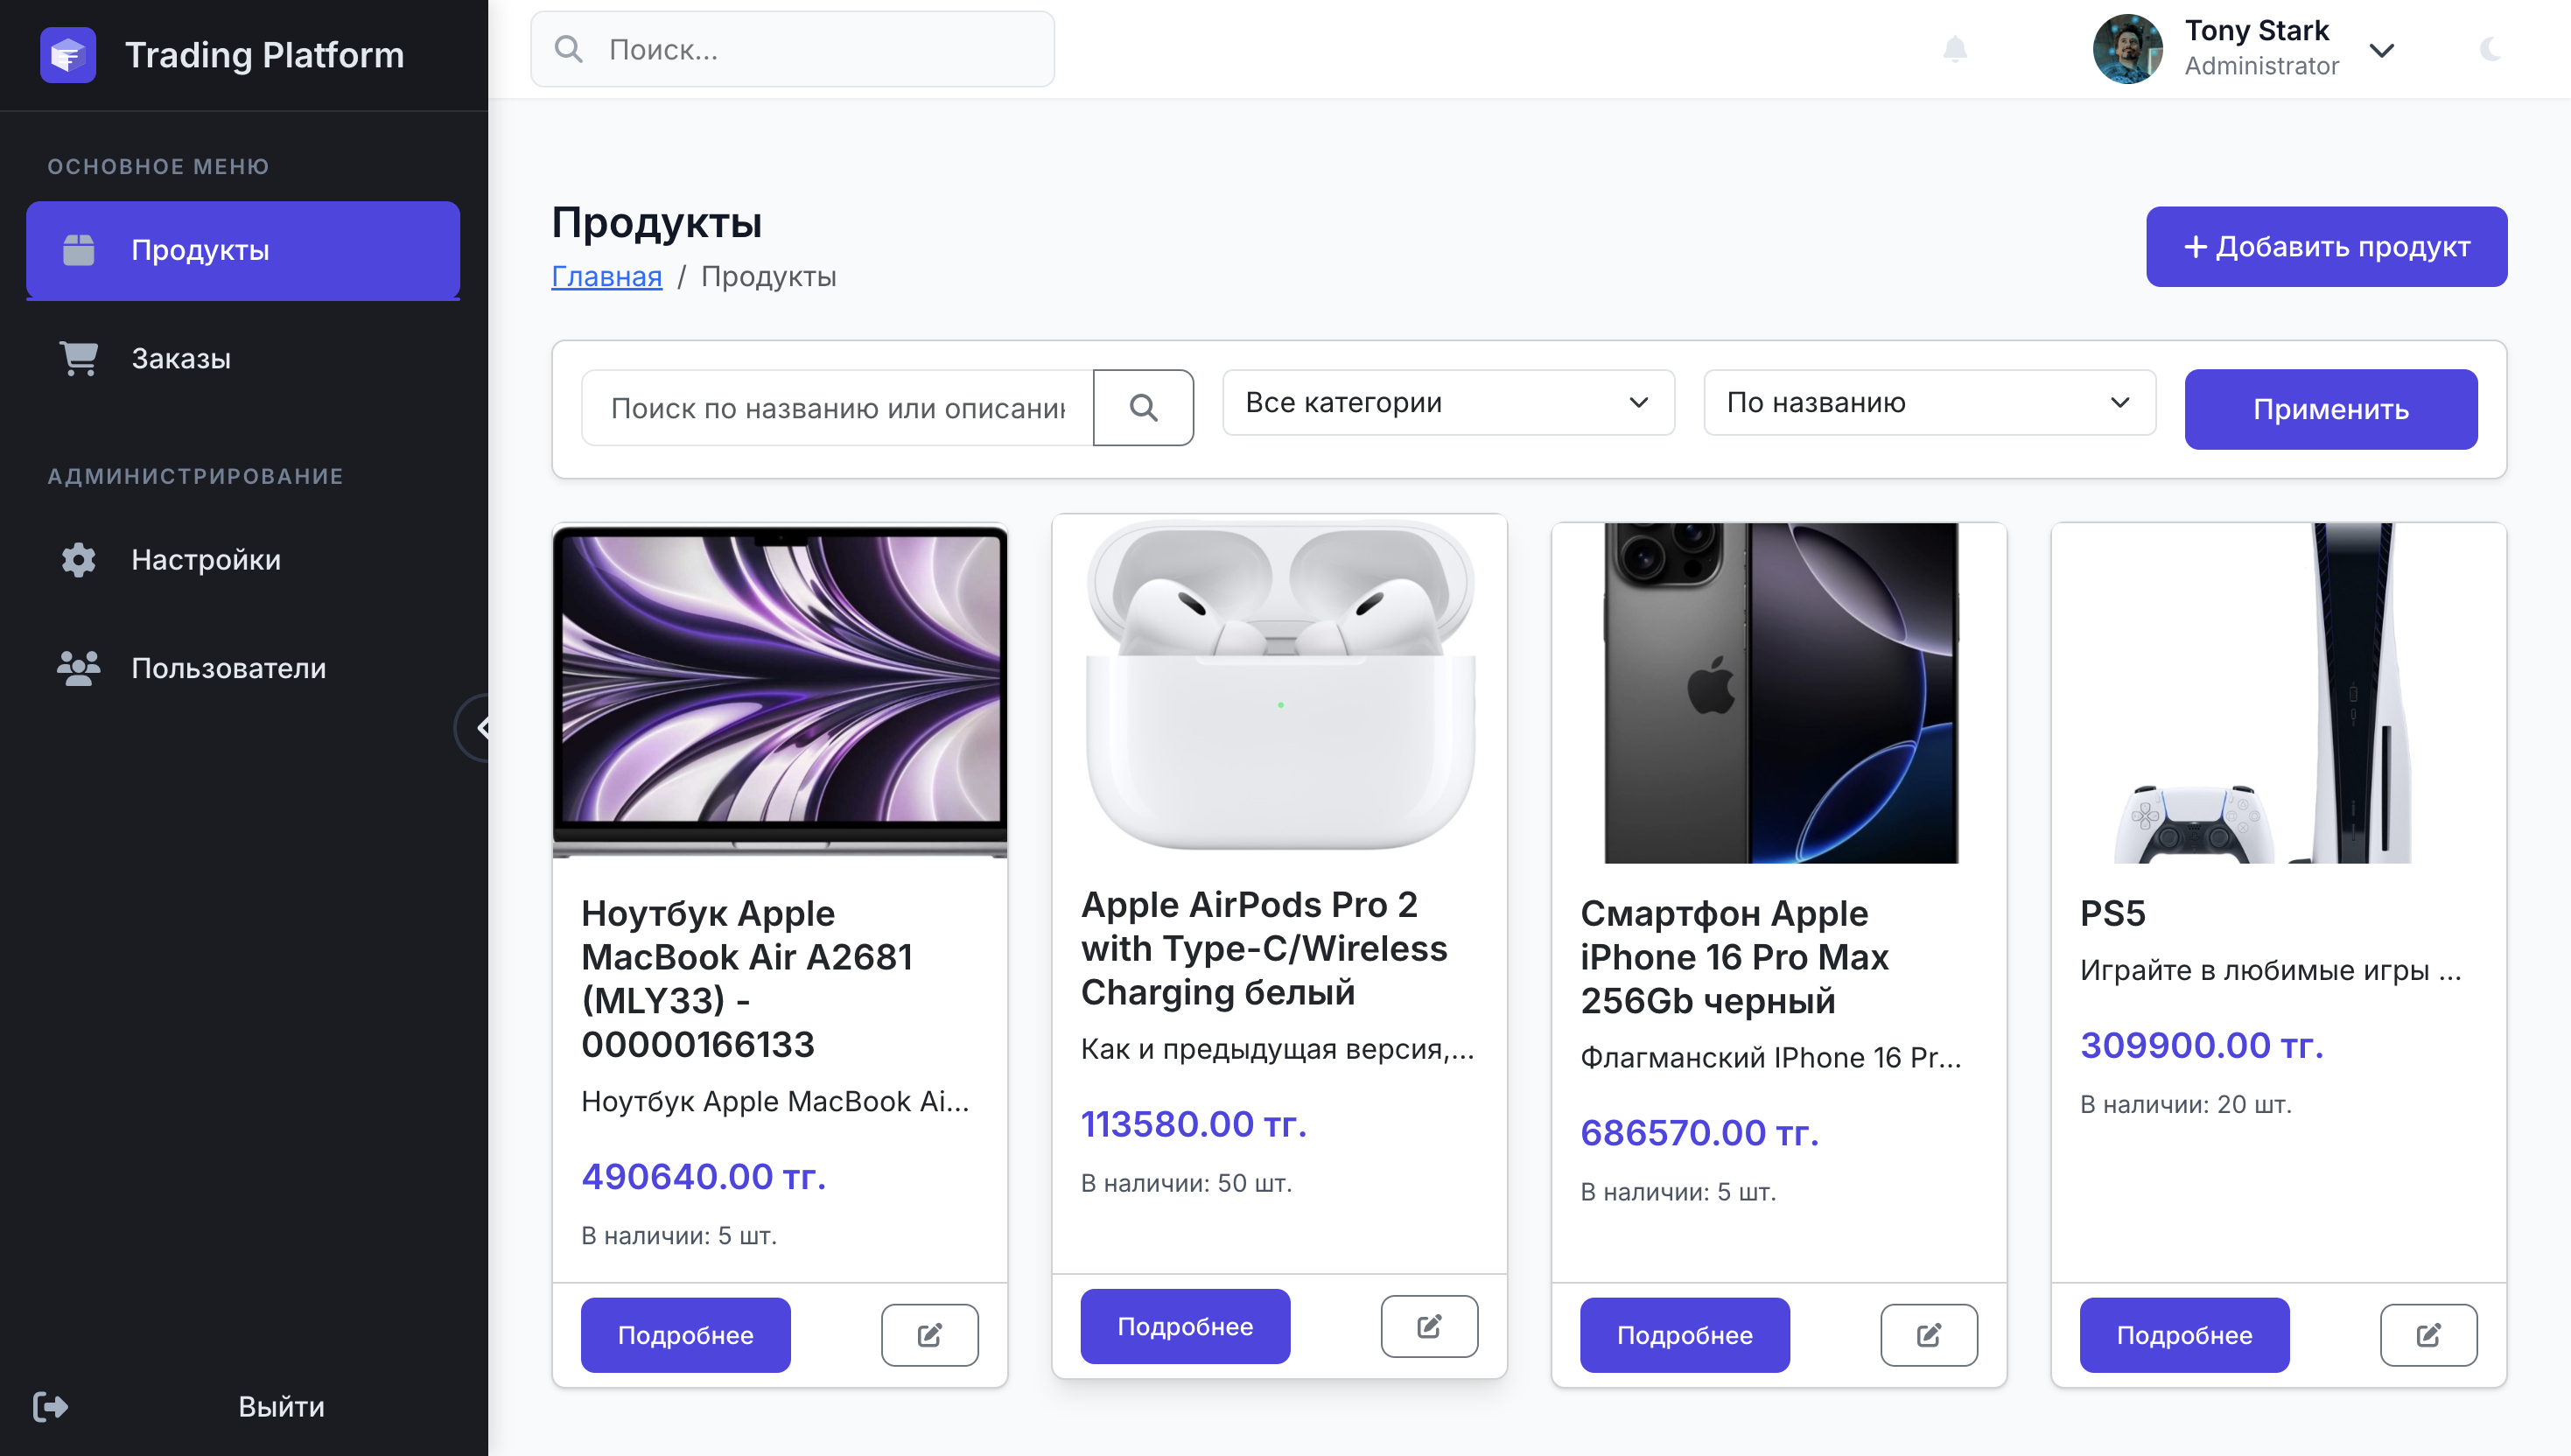 Trading Platform
Поиск...
Tony Stark
Administrator
ОСНОВНОЕ МЕНЮ
Продукты
Заказы
АДМИНИСТРИРОВАНИЕ
Настройки
Пользователи
Выйти
Продукты
Главная / Продукты
+ Добавить продукт
Поиск по названию или описани
Все категории
По названию
Применить
Ноутбук Apple
MacBook Air A2681
(MLY33) -
00000166133
Ноутбук Apple MacBook Ai...
490640.00 тг.
В наличии: 5 шт.
Подробнее
Apple AirPods Pro 2
with Type-C/Wireless
Charging белый
Как и предыдущая версия,...
113580.00 тг.
В наличии: 50 шт.
Подробнее
Смартфон Apple
iPhone 16 Pro Max
256Gb черный
Флагманский IPhone 16 Pr...
686570.00 тг.
В наличии: 5 шт.
Подробнее
PS5
Играйте в любимые игры ...
309900.00 тг.
В наличии: 20 шт.
Подробнее